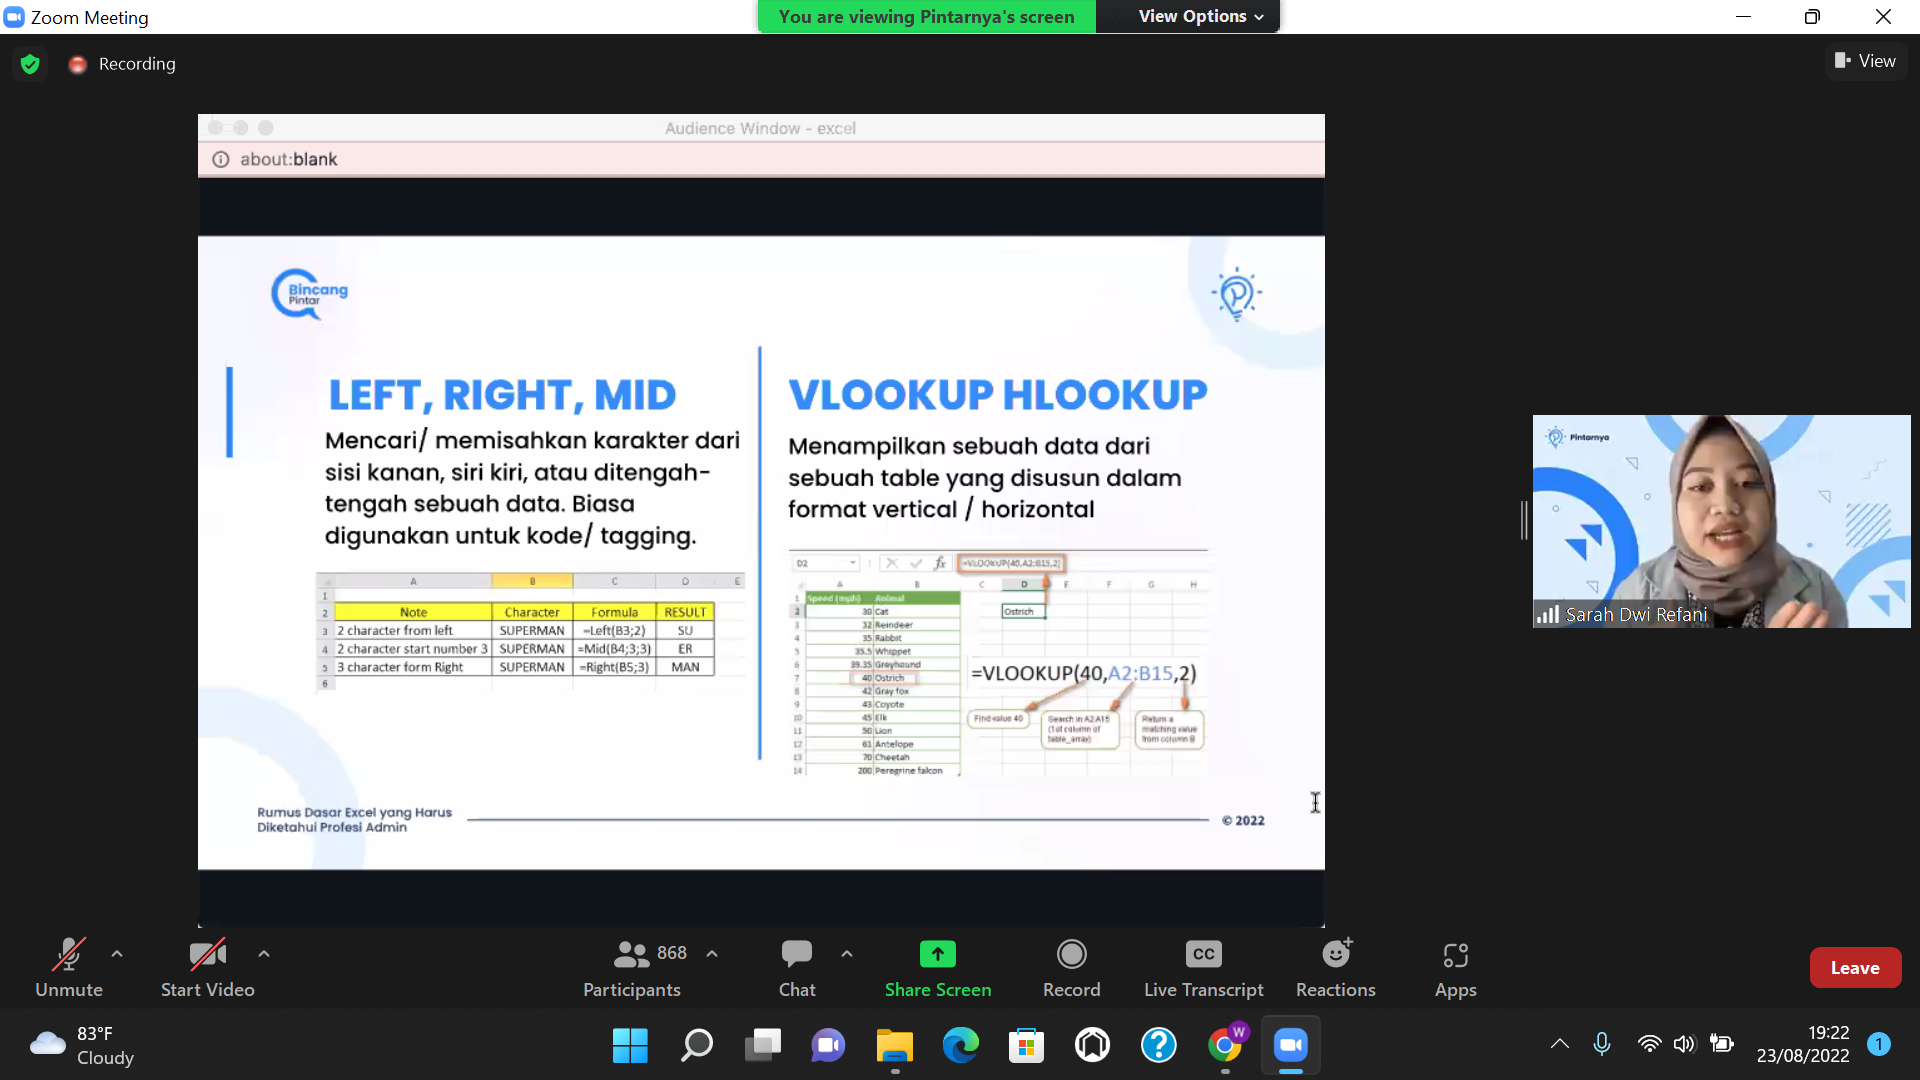 Zoom Meeting
You are viewing Pintarnya's screen
View Options
Recording
View
Audience Window - excel
about:blank
Bincang
Pintar
LEFT, RIGHT, MID
Mencari/ memisahkan karakter dari
sisi kanan, siri kiri, atau ditengah-
tengah sebuah data. Biasa
digunakan untuk kode/ tagging.
A B C D E
1
2 Note Character Formula RESULT
3 2 character from left SUPERMAN =Left(B3;2) SU
4 2 character start number 3 SUPERMAN =Mid(B4;3;3) ER
5 3 character form Right SUPERMAN =Right(B5;3) MAN
6
VLOOKUP HLOOKUP
Menampilkan sebuah data dari
sebuah table yang disusun dalam
format vertical / horizontal
D2 fx =VLOOKUP(40,A2:B15,2)
A B C D E F G H
1 Speed (mph) Animal
2 30 Cat Ostrich
3 32 Reindeer
4 35 Rabbit
5 35.5 Whippet
6 39.35 Greyhound
7 40 Ostrich
8 42 Gray fox
9 43 Coyote
10 45 Elk
11 50 Lion
12 61 Antelope
13 70 Cheetah
14 200 Peregrine falcon
=VLOOKUP(40,A2:B15,2)
Find value 40
Search in A2:A15
(1st column of
table_array)
Return a
matching value
from column B
Rumus Dasar Excel yang Harus
Diketahui Profesi Admin
© 2022
Pintarnya
Sarah Dwi Refani
Unmute
Start Video
868
Participants
Chat
Share Screen
Record
CC
Live Transcript
Reactions
Apps
Leave
83°F
Cloudy
W
19:22
23/08/2022
1